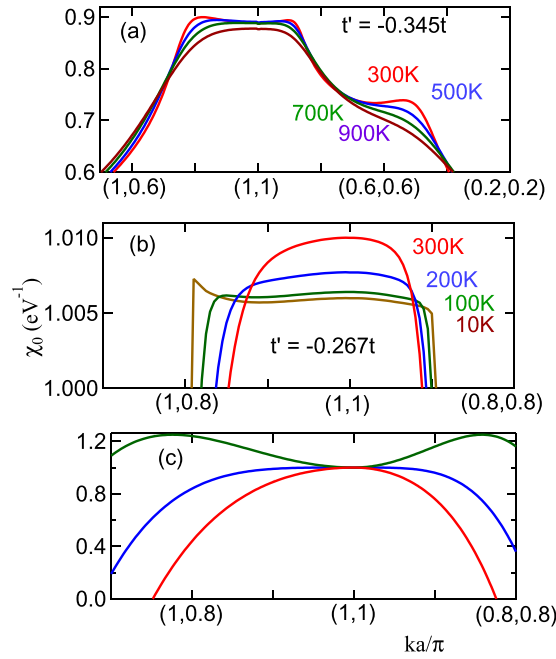 0.9
(a)
t' = -0.345t
300K
500K
0.8
700K
900K
0.7
0.6
(1,0.6)
(1,1)
(0.6,0.6)
(0.2,0.2)
χ0 (eV-1)
1.010
(b)
300K
200K
1.005
100K
10K
t' = -0.267t
1.000
(1,0.8)
(1,1)
(0.8,0.8)
1.2
(c)
0.8
0.4
0.0
(1,0.8)
(1,1)
(0.8,0.8)
ka/π